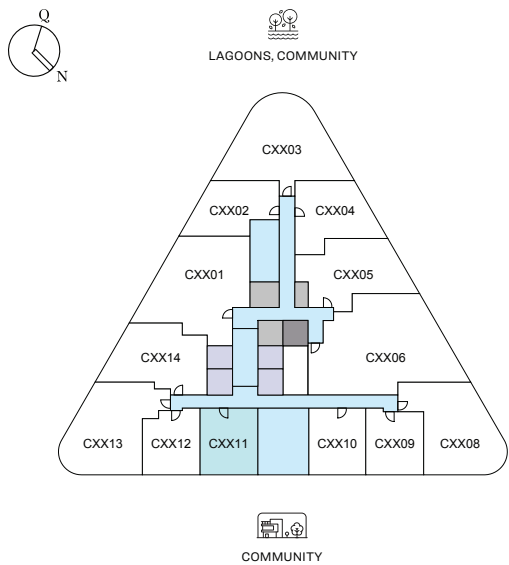 Q
N
LAGOONS, COMMUNITY
CXX03
CXX02
CXX04
CXX01
CXX05
CXX14
CXX06
CXX13
CXX12
CXX11
CXX10
CXX09
CXX08
COMMUNITY